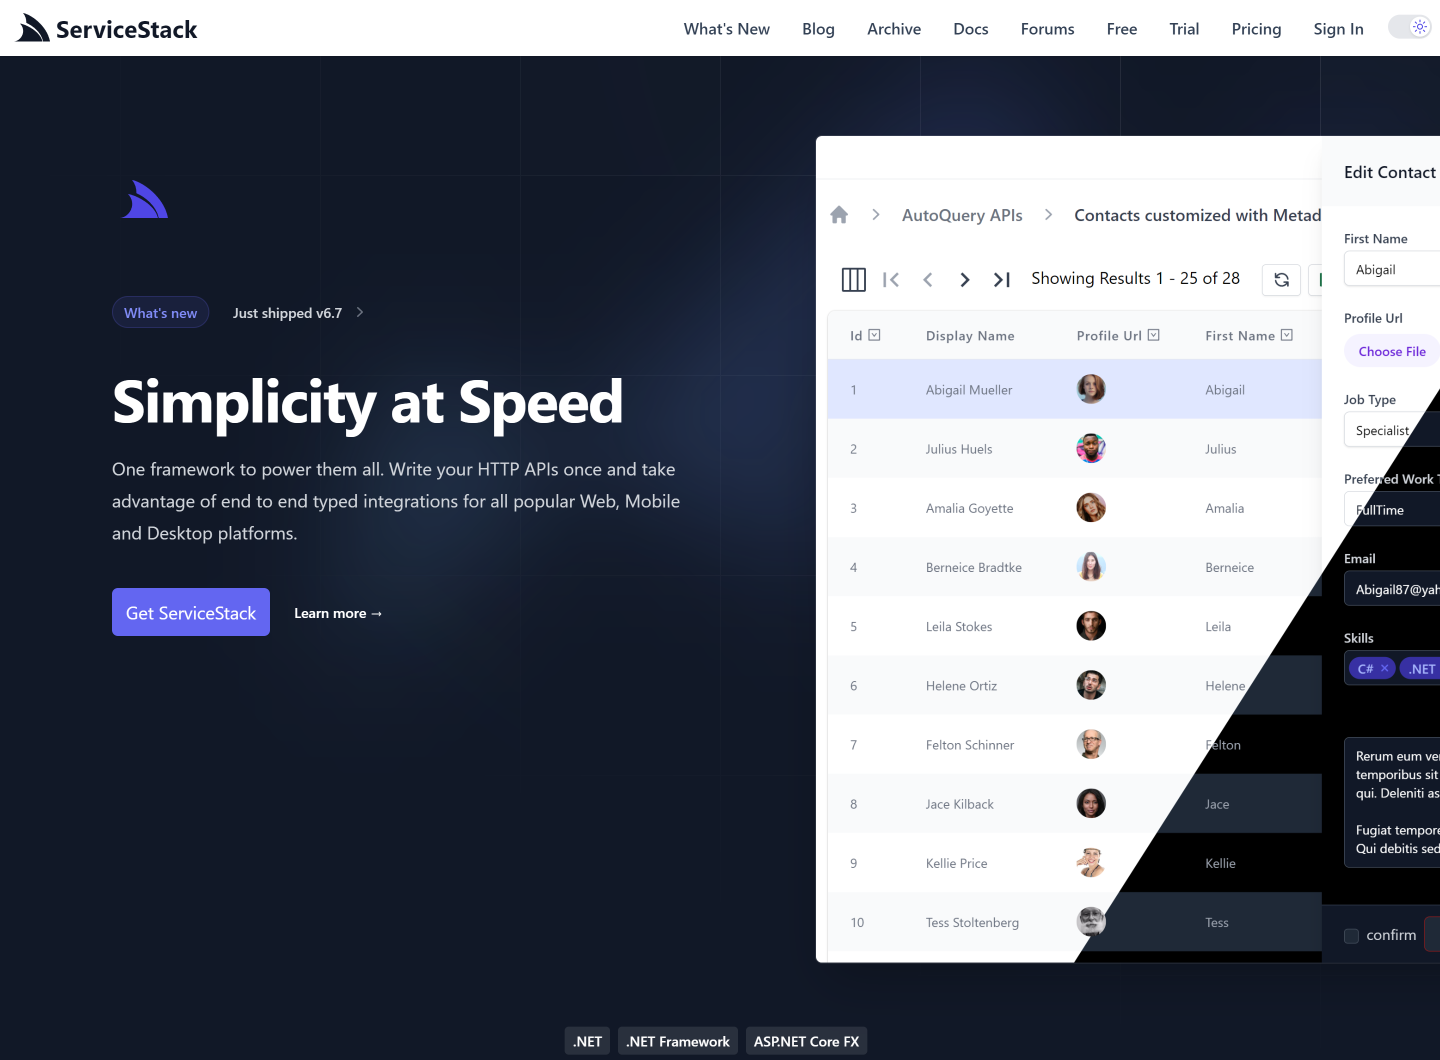 ServiceStack
What's New Blog Archive Docs Forums Free Trial Pricing Sign In
What's new Just shipped v6.7
Simplicity at Speed
One framework to power them all. Write your HTTP APIs once and take
advantage of end to end typed integrations for all popular Web, Mobile
and Desktop platforms.
Get ServiceStack Learn more →
AutoQuery APIs Contacts customized with Metad
Showing Results 1 - 25 of 28
Id Display Name Profile Url First Name
1 Abigail Mueller Abigail
2 Julius Huels Julius
3 Amalia Goyette Amalia
4 Berneice Bradtke Berneice
5 Leila Stokes Leila
6 Helene Ortiz Helene
7 Felton Schinner Felton
8 Jace Kilback Jace
9 Kellie Price Kellie
10 Tess Stoltenberg Tess
Edit Contact
First Name
Abigail
Profile Url
Choose File
Job Type
Specialist
Preferred Work
FullTime
Email
Abigail87@yah
Skills
C# .NET
Rerum eum ve
temporibus sit
qui. Deleniti as
Fugiat tempore
Qui debitis sed
confirm
.NET .NET Framework ASP.NET Core FX